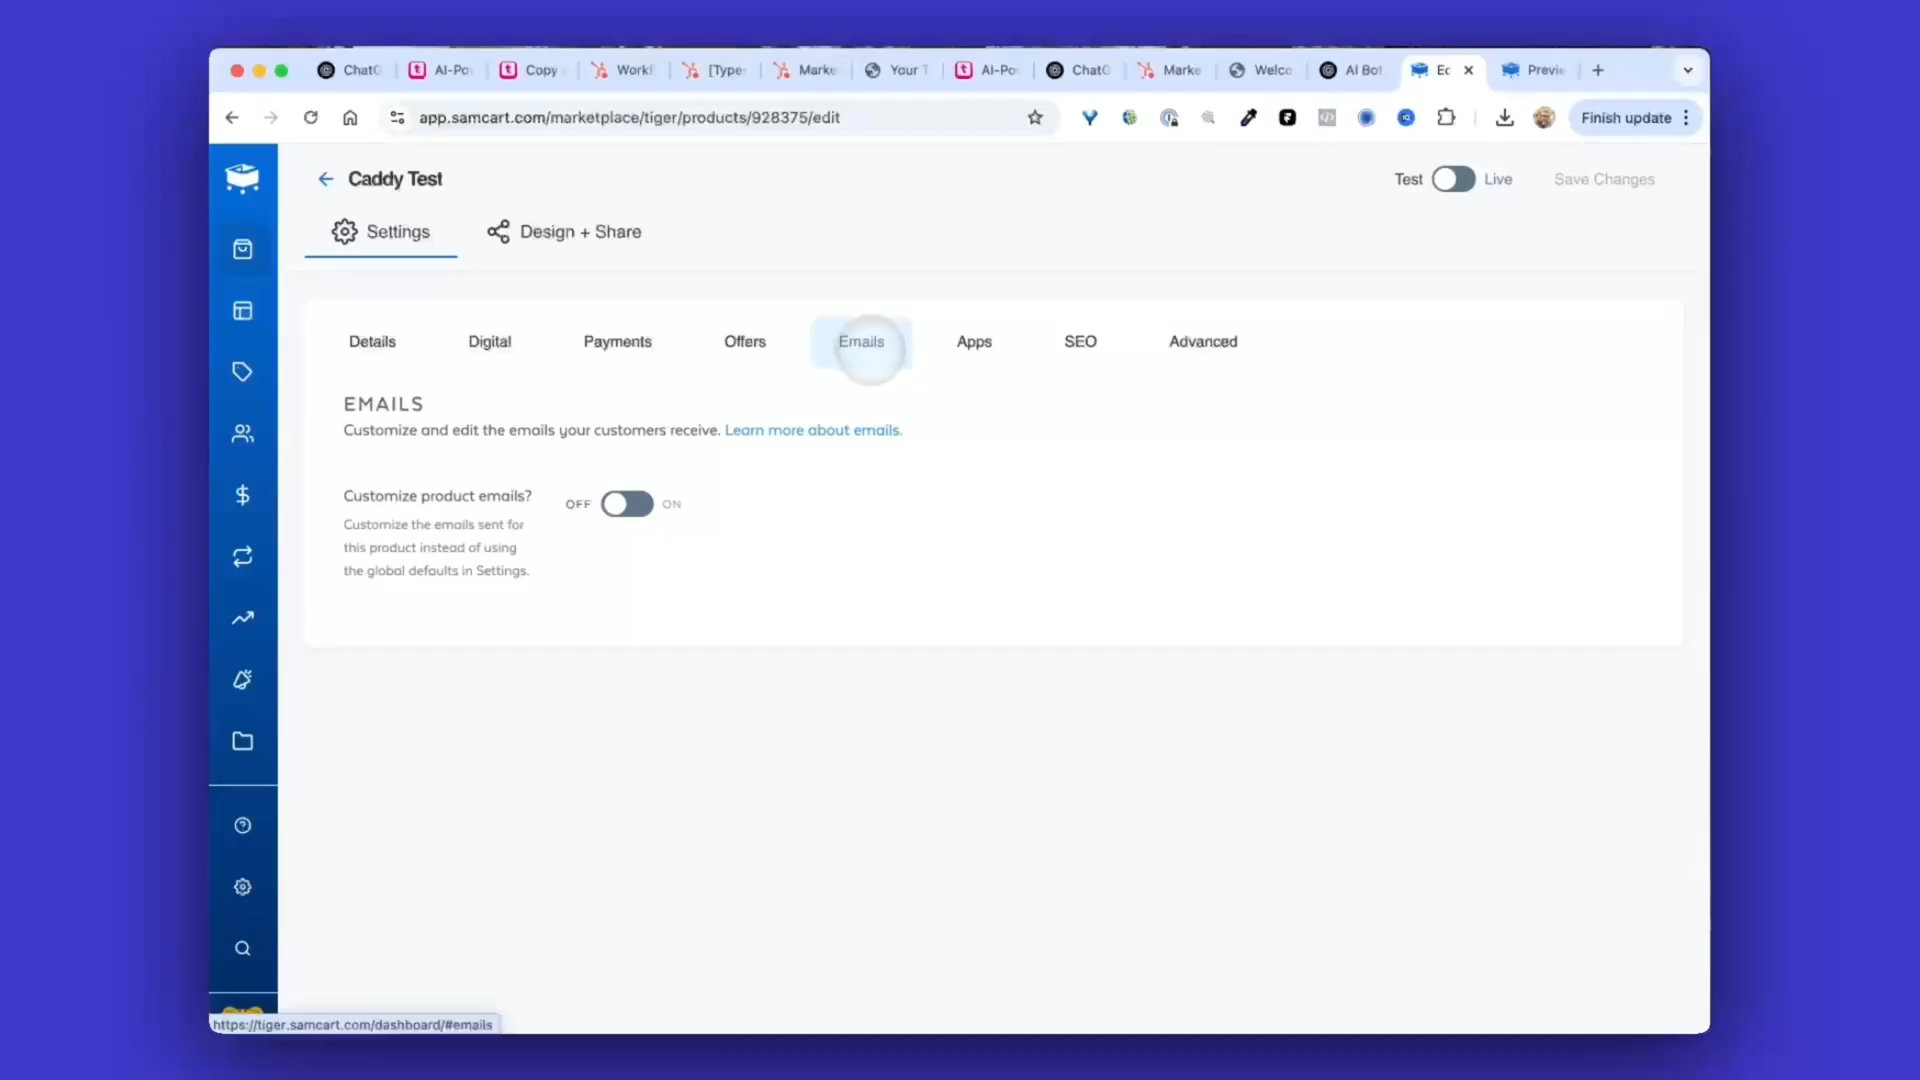 ChatG
AI-Po
Copy
Workf
[Type:
Marke
Your T
AI-Po
ChatG
Marke
Welco
AI Bot
Ec
Previe
app.samcart.com/marketplace/tiger/products/928375/edit
Finish update
Caddy Test
Test
Live
Save Changes
Settings
Design + Share
Details
Digital
Payments
Offers
Emails
Apps
SEO
Advanced
EMAILS
Customize and edit the emails your customers receive. Learn more about emails.
Customize product emails?
OFF
ON
Customize the emails sent for
this product instead of using
the global defaults in Settings.
https://tiger.samcart.com/dashboard/#emails